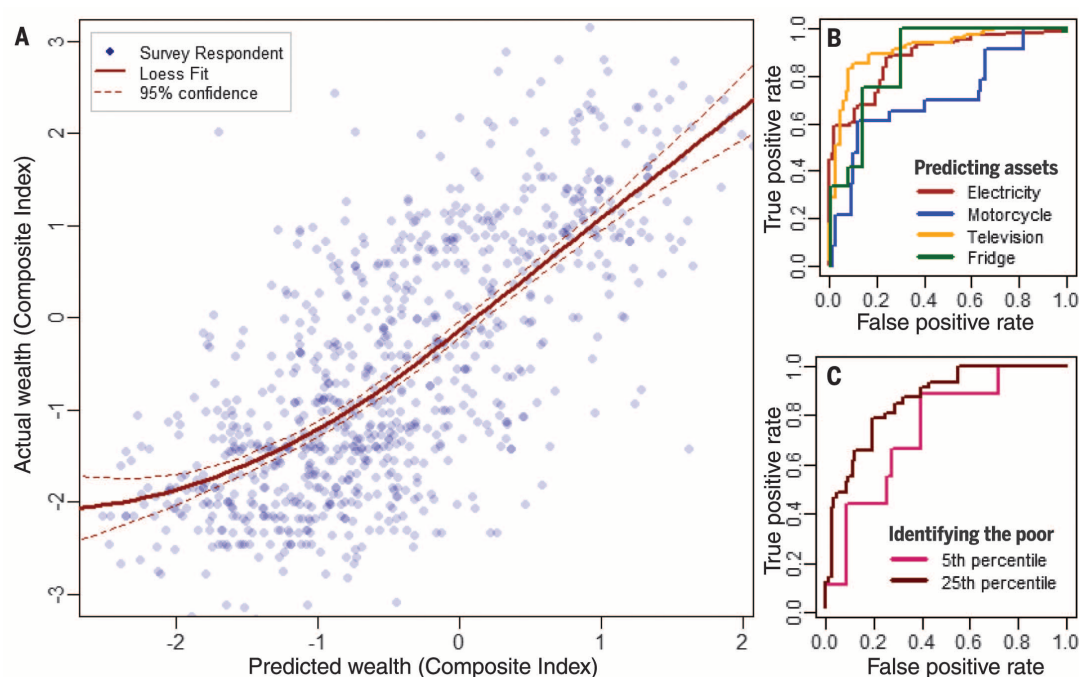 A
Survey Respondent
Loess Fit
95% confidence
Actual wealth (Composite Index)
3
2
1
0
-1
-2
-3
-2
-1
0
1
2
Predicted wealth (Composite Index)
B
True positive rate
1.0
0.8
0.6
0.4
0.2
0.0
Predicting assets
Electricity
Motorcycle
Television
Fridge
0.0 0.2 0.4 0.6 0.8 1.0
False positive rate
C
True positive rate
1.0
0.8
0.6
0.4
0.2
0.0
Identifying the poor
5th percentile
25th percentile
0.0 0.2 0.4 0.6 0.8 1.0
False positive rate